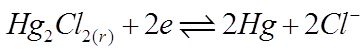 Hg₂Cl₂₍ᵣ₎ + 2e ⇌ 2Hg + 2Cl⁻